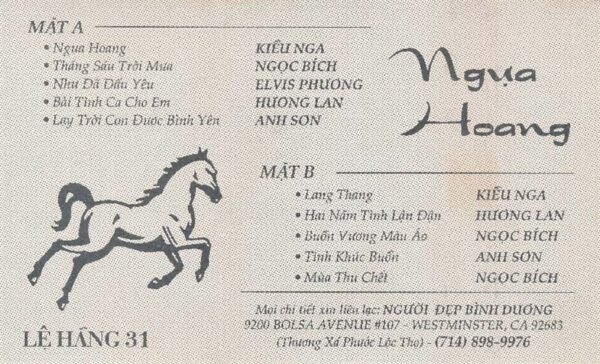 MẶT A
• Ngựa Hoang KIỀU NGA
• Tháng Sáu Trời Mưa NGỌC BÍCH
• Như Đã Dấu Yêu ELVIS PHƯƠNG
• Bài Tình Ca Cho Em HƯƠNG LAN
• Lạy Trời Con Được Bình Yên ANH SƠN
Ngựa
Hoang
MẶT B
• Lang Thang KIỀU NGA
• Hai Năm Tình Lận Đận HƯƠNG LAN
• Buồn Vương Màu Áo NGỌC BÍCH
• Tình Khúc Buồn ANH SƠN
• Mùa Thu Chết NGỌC BÍCH
LỆ HẰNG 31
Mọi chi tiết xin liên lạc: NGƯỜI ĐẸP BÌNH DƯƠNG
9200 BOLSA AVENUE #107 - WESTMINSTER, CA 92683
(Thương Xá Phước Lộc Thọ) - (714) 898-9976